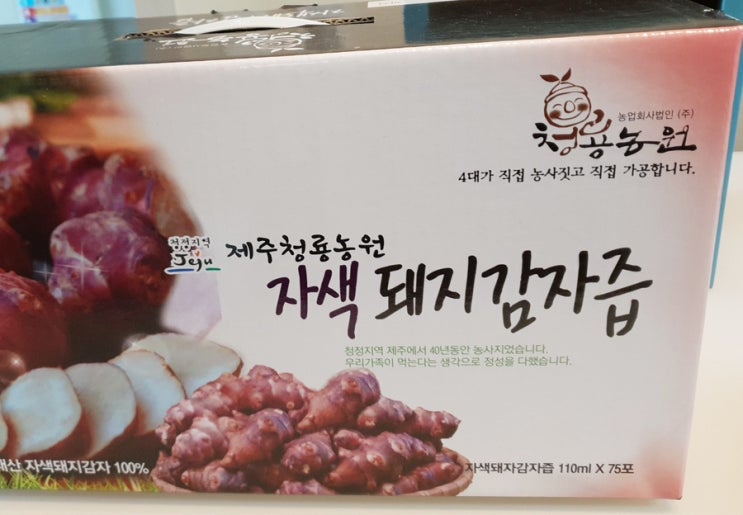 농업회사법인 (주)
청룡농원
4대가 직접 농사짓고 직접 가공합니다.
청정지역
Jeju
제주청룡농원
자색 돼지감자즙
청정지역 제주에서 40년동안 농사지었습니다.
우리가족이 먹는다는 생각으로 정성을 다했습니다.
자색돼지감자 100%
자색돼자감자즙 110ml X 75포